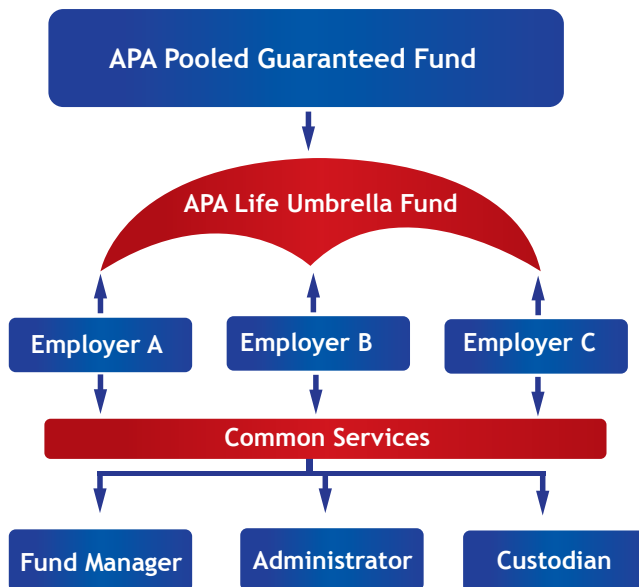 APA Pooled Guaranteed Fund
APA Life Umbrella Fund
Employer A
Employer B
Employer C
Common Services
Fund Manager
Administrator
Custodian